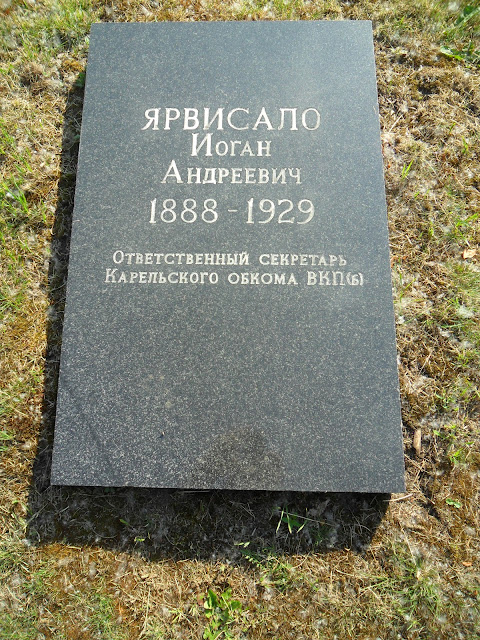 ЯРВИСАЛО
Иоган
Андреевич
1888 - 1929
Ответственный секретарь
Карельского обкома ВКП(б)